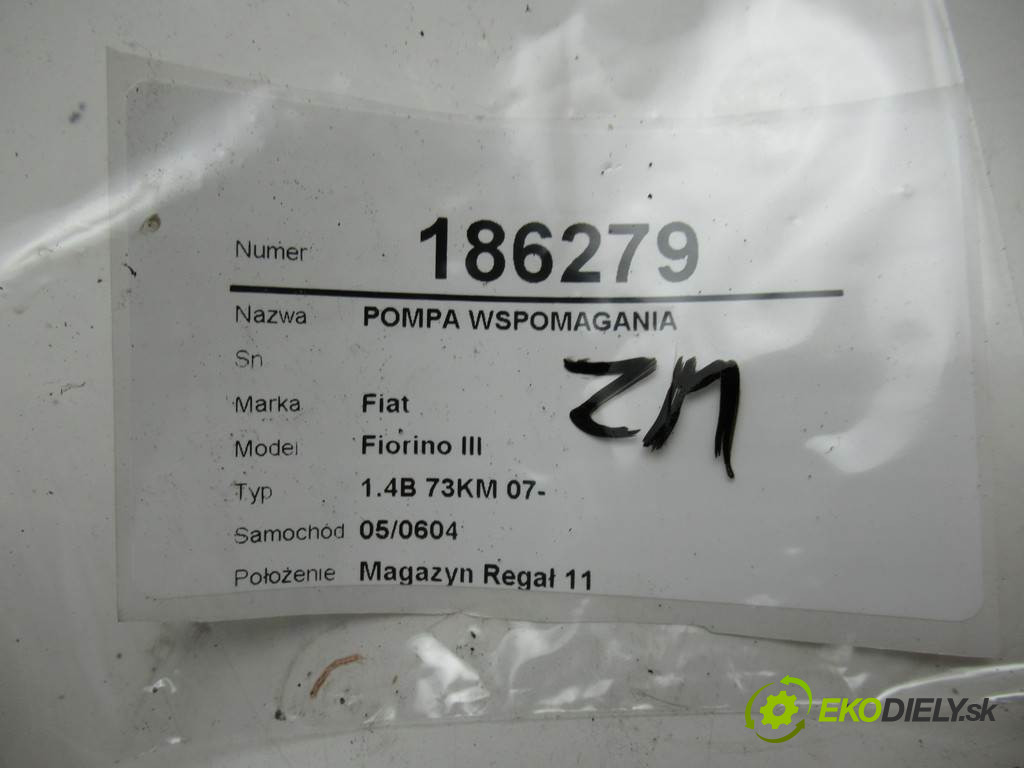 Numer 186279
Nazwa POMPA WSPOMAGANIA
Sn
ZM
Marka Fiat
Model Fiorino III
Typ 1.4B 73KM 07-
Samochód 05/0604
Położenie Magazyn Regał 11
EKODIELY.sk